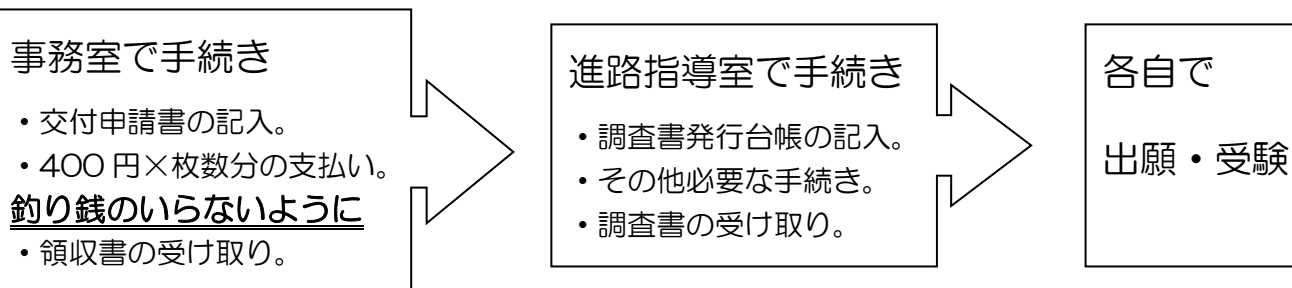 事務室で手続き
・交付申請書の記入。
・400円×枚数分の支払い。
釣り銭のいらないように
・領収書の受け取り。
進路指導室で手続き
・調査書発行台帳の記入。
・その他必要な手続き。
・調査書の受け取り。
各自で
出願・受験